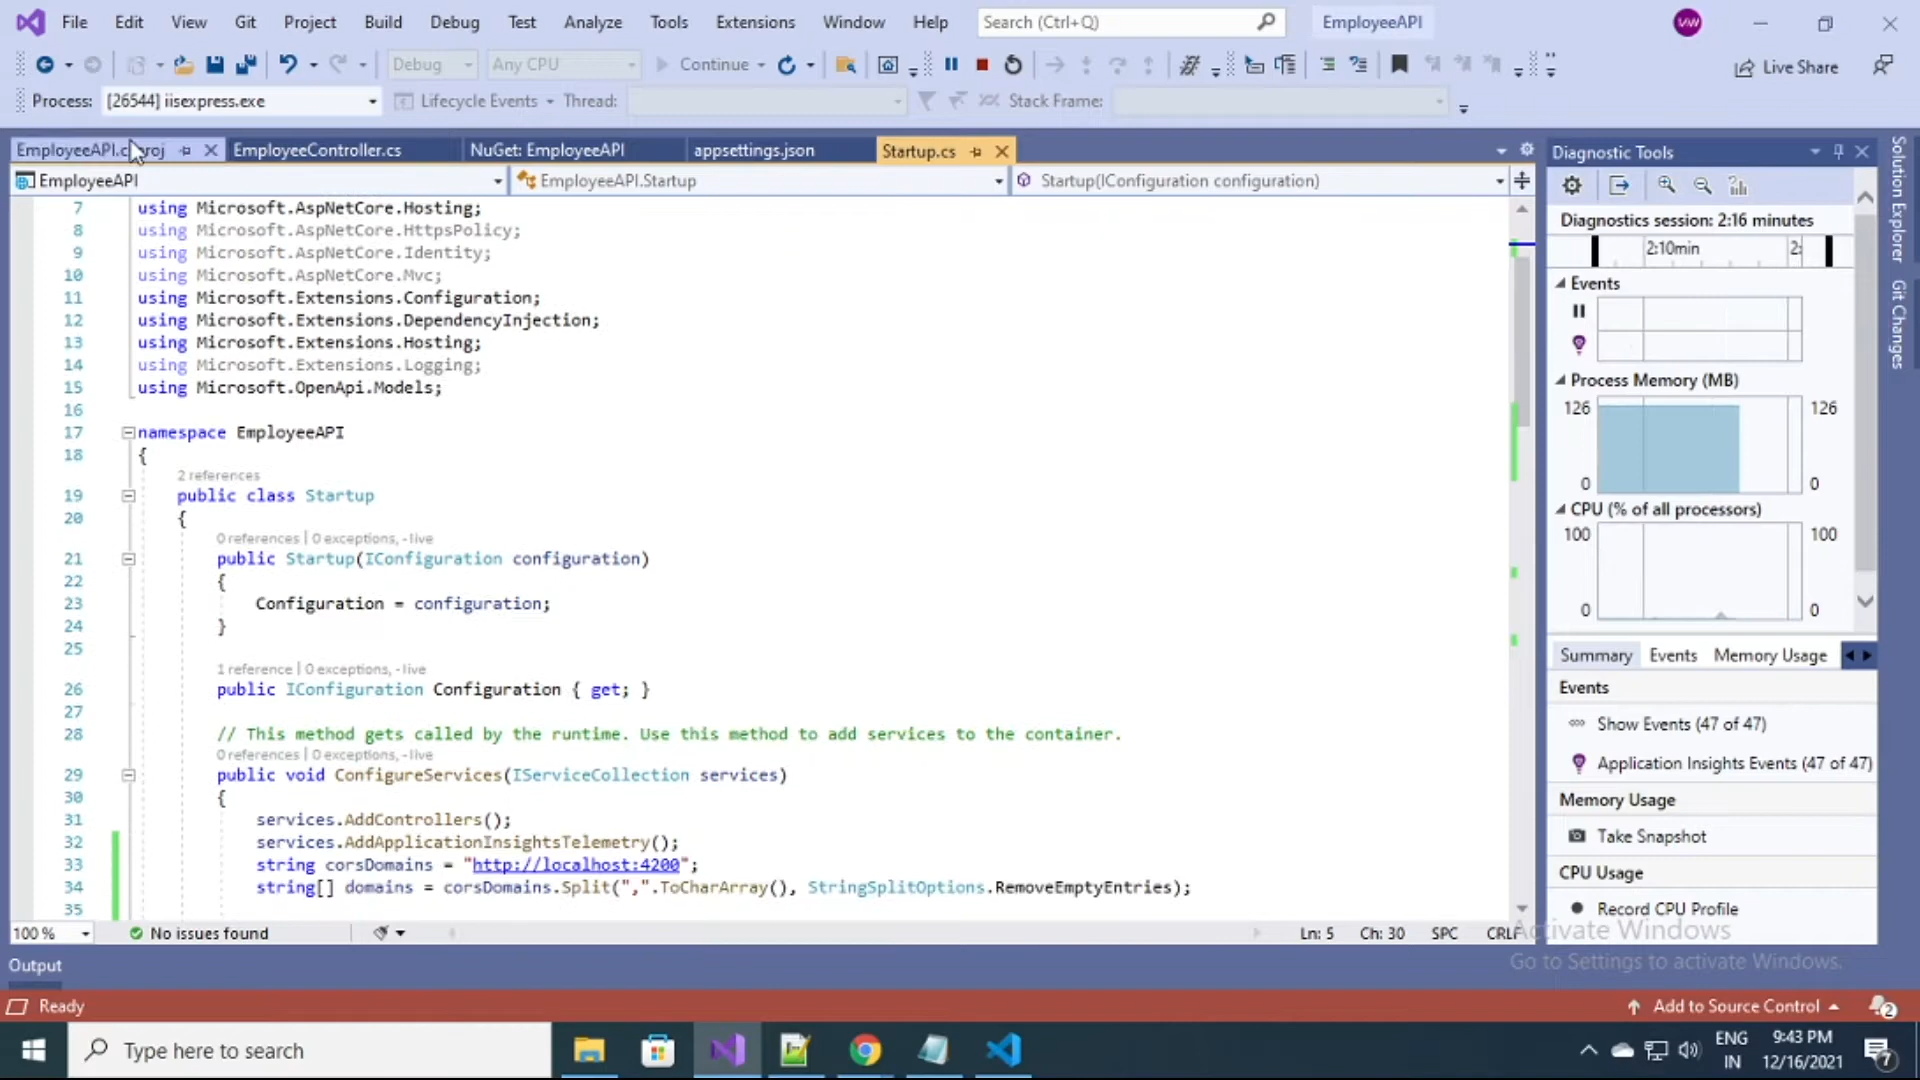 File Edit View Git Project Build Debug Test Analyze Tools Extensions Window Help Search (Ctrl+Q) EmployeeAPI VW
Debug Any CPU Continue Live Share
Process: [26544] iisexpress.exe Lifecycle Events Thread: Stack Frame:
EmployeeController.cs NuGet: EmployeeAPI appsettings.json Startup.cs
EmployeeAPI EmployeeAPI.Startup Startup(IConfiguration configuration)
7 using Microsoft.AspNetCore.Hosting;
8 using Microsoft.AspNetCore.HttpsPolicy;
9 using Microsoft.AspNetCore.Identity;
10 using Microsoft.AspNetCore.Mvc;
11 using Microsoft.Extensions.Configuration;
12 using Microsoft.Extensions.DependencyInjection;
13 using Microsoft.Extensions.Hosting;
14 using Microsoft.Extensions.Logging;
15 using Microsoft.OpenApi.Models;
16
17 namespace EmployeeAPI
18 {
2 references
19 public class Startup
20 {
0 references | 0 exceptions, -live
21 public Startup(IConfiguration configuration)
22 {
23 Configuration = configuration;
24 }
25
1 reference | 0 exceptions, -live
26 public IConfiguration Configuration { get; }
27
28 // This method gets called by the runtime. Use this method to add services to the container.
0 references | 0 exceptions, -live
29 public void ConfigureServices(IServiceCollection services)
30 {
31 services.AddControllers();
32 services.AddApplicationInsightsTelemetry();
33 string corsDomains = "http://localhost:4200";
34 string[] domains = corsDomains.Split(",".ToCharArray(), StringSplitOptions.RemoveEmptyEntries);
35
100 % No issues found Ln: 5 Ch: 30 SPC CRLF
Output
Ready Add to Source Control 2
Diagnostic Tools
Diagnostics session: 2:16 minutes
2:10min 2:
Events
Process Memory (MB)
126 126
0 0
CPU (% of all processors)
100 100
0 0
Summary Events Memory Usage
Events
Show Events (47 of 47)
Application Insights Events (47 of 47)
Memory Usage
Take Snapshot
CPU Usage
Record CPU Profile
Activate Windows
Go to Settings to activate Windows.
Solution Explorer
Git Changes
Type here to search
ENG
IN
9:43 PM
12/16/2021
7